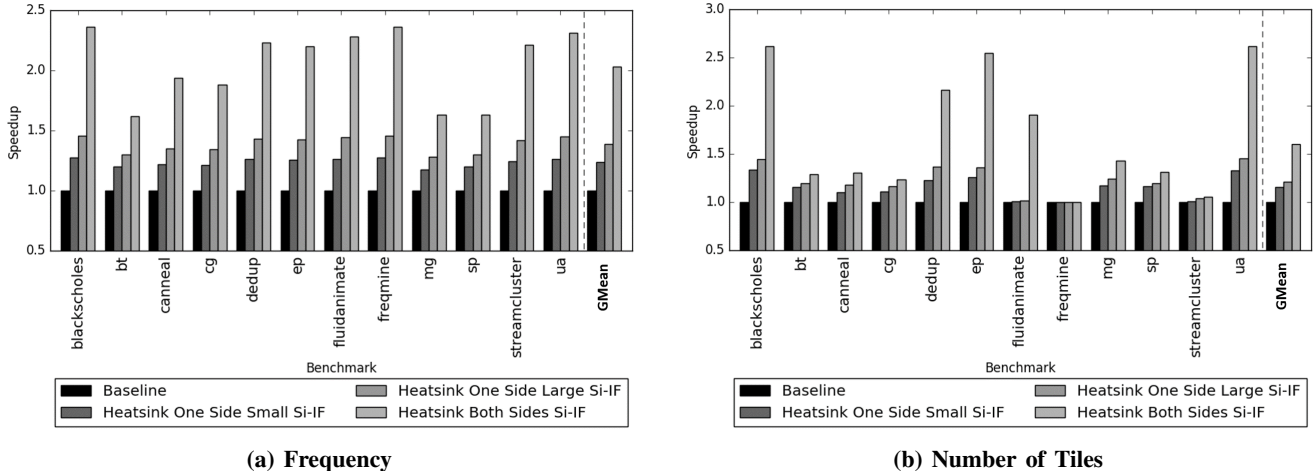 2.5
2.0
1.5
1.0
0.5
Speedup
blackscholes
bt
canneal
cg
dedup
ep
fluidanimate
freqmine
mg
sp
streamcluster
ua
GMean
Benchmark
Baseline
Heatsink One Side Small Si-IF
Heatsink One Side Large Si-IF
Heatsink Both Sides Si-IF
(a) Frequency
3.0
2.5
2.0
1.5
1.0
0.5
Speedup
blackscholes
bt
canneal
cg
dedup
ep
fluidanimate
freqmine
mg
sp
streamcluster
ua
GMean
Benchmark
Baseline
Heatsink One Side Small Si-IF
Heatsink One Side Large Si-IF
Heatsink Both Sides Si-IF
(b) Number of Tiles